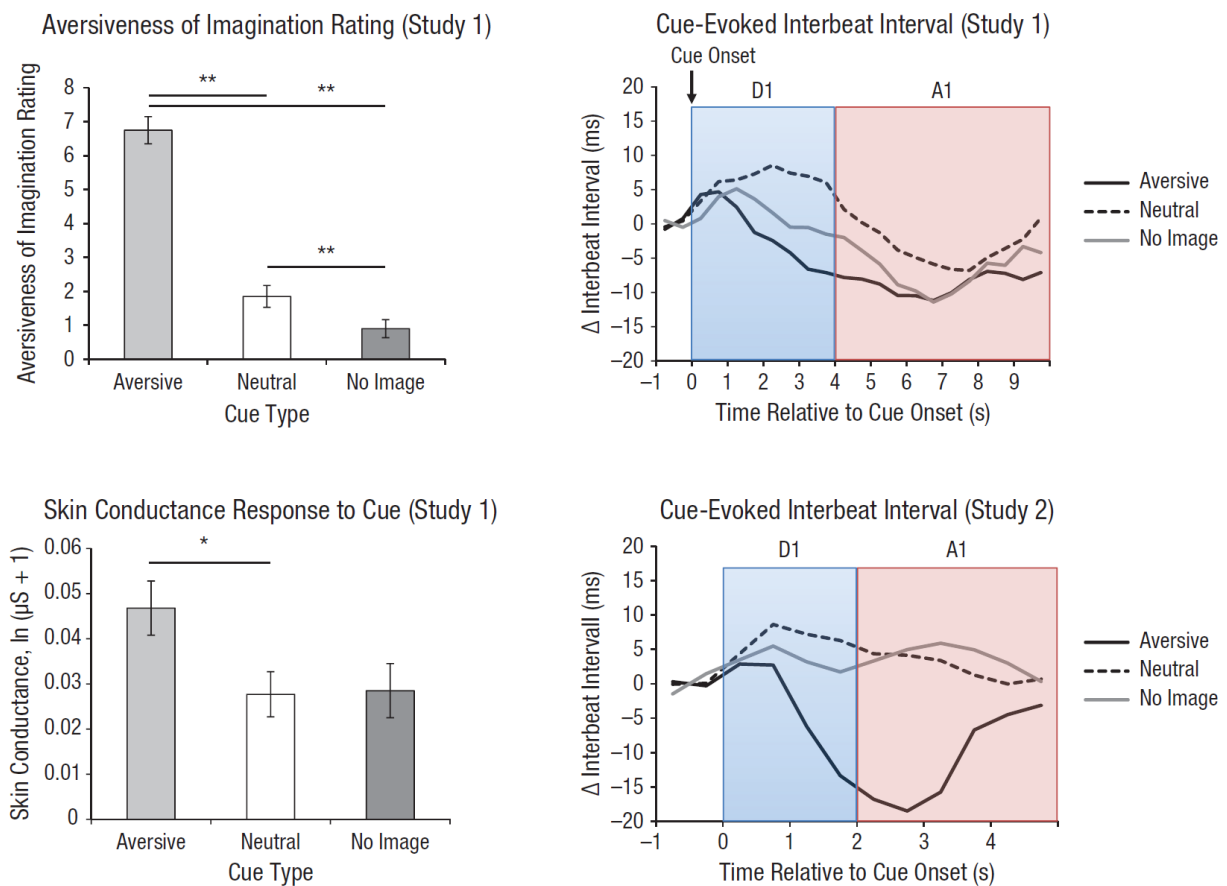 Aversiveness of Imagination Rating (Study 1)
Aversiveness of Imagination Rating
8
7
6
5
4
3
2
1
0
**
**
**
Aversive
Neutral
No Image
Cue Type
Cue-Evoked Interbeat Interval (Study 1)
Cue Onset
D1
A1
Δ Interbeat Interval (ms)
20
15
10
5
0
−5
−10
−15
−20
−1 0 1 2 3 4 5 6 7 8 9
Time Relative to Cue Onset (s)
Aversive
Neutral
No Image
Skin Conductance Response to Cue (Study 1)
Skin Conductance, ln (µS + 1)
0.06
0.05
0.04
0.03
0.02
0.01
0
*
Aversive
Neutral
No Image
Cue Type
Cue-Evoked Interbeat Interval (Study 2)
D1
A1
Δ Interbeat Intervall (ms)
20
15
10
5
0
−5
−10
−15
−20
−1 0 1 2 3 4
Time Relative to Cue Onset (s)
Aversive
Neutral
No Image